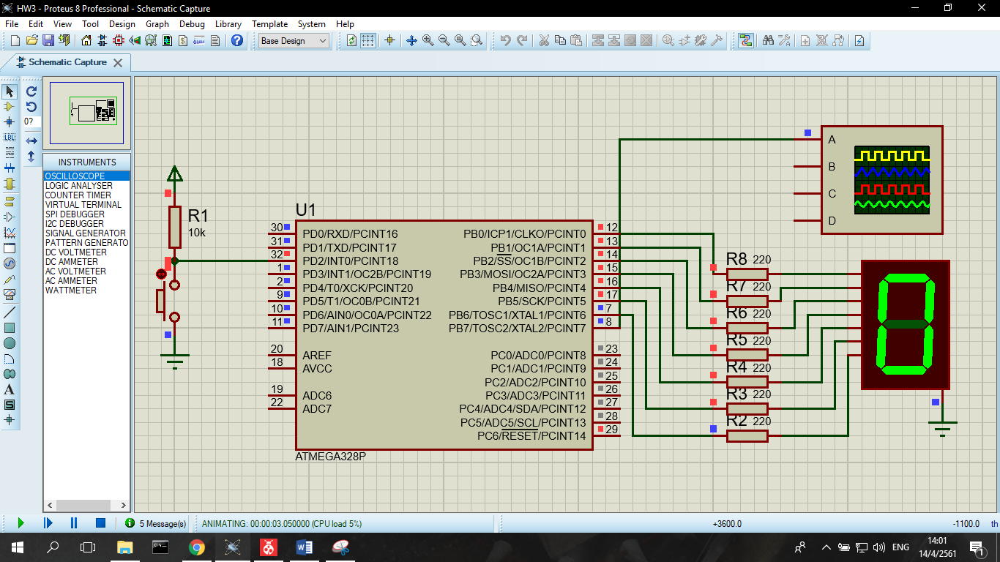 HW3 - Proteus 8 Professional - Schematic Capture
File Edit View Tool Design Graph Debug Library Template System Help
Base Design
Schematic Capture
0?
LBL
INSTRUMENTS
OSCILLOSCOPE
LOGIC ANALYSER
COUNTER TIMER
VIRTUAL TERMINAL
SPI DEBUGGER
I2C DEBUGGER
SIGNAL GENERATOR
PATTERN GENERATO
DC VOLTMETER
DC AMMETER
AC VOLTMETER
AC AMMETER
WATTMETER
R1
10k
U1
30 PD0/RXD/PCINT16
31 PD1/TXD/PCINT17
32 PD2/INT0/PCINT18
1 PD3/INT1/OC2B/PCINT19
2 PD4/T0/XCK/PCINT20
9 PD5/T1/OC0B/PCINT21
10 PD6/AIN0/OC0A/PCINT22
11 PD7/AIN1/PCINT23
20 AREF
18 AVCC
19 ADC6
22 ADC7
PB0/ICP1/CLKO/PCINT0 12
PB1/OC1A/PCINT1 13
PB2/SS/OC1B/PCINT2 14
PB3/MOSI/OC2A/PCINT3 15
PB4/MISO/PCINT4 16
PB5/SCK/PCINT5 17
PB6/TOSC1/XTAL1/PCINT6 7
PB7/TOSC2/XTAL2/PCINT7 8
PC0/ADC0/PCINT8 23
PC1/ADC1/PCINT9 24
PC2/ADC2/PCINT10 25
PC3/ADC3/PCINT11 26
PC4/ADC4/SDA/PCINT12 27
PC5/ADC5/SCL/PCINT13 28
PC6/RESET/PCINT14 29
ATMEGA328P
A
B
C
D
R8 220
R7 220
R6 220
R5 220
R4 220
R3 220
R2 220
0
A
S
5 Message(s)
ANIMATING: 00:00:03.050000 (CPU load 5%)
+3600.0
-1100.0
th
ENG
14:01
14/4/2561
1